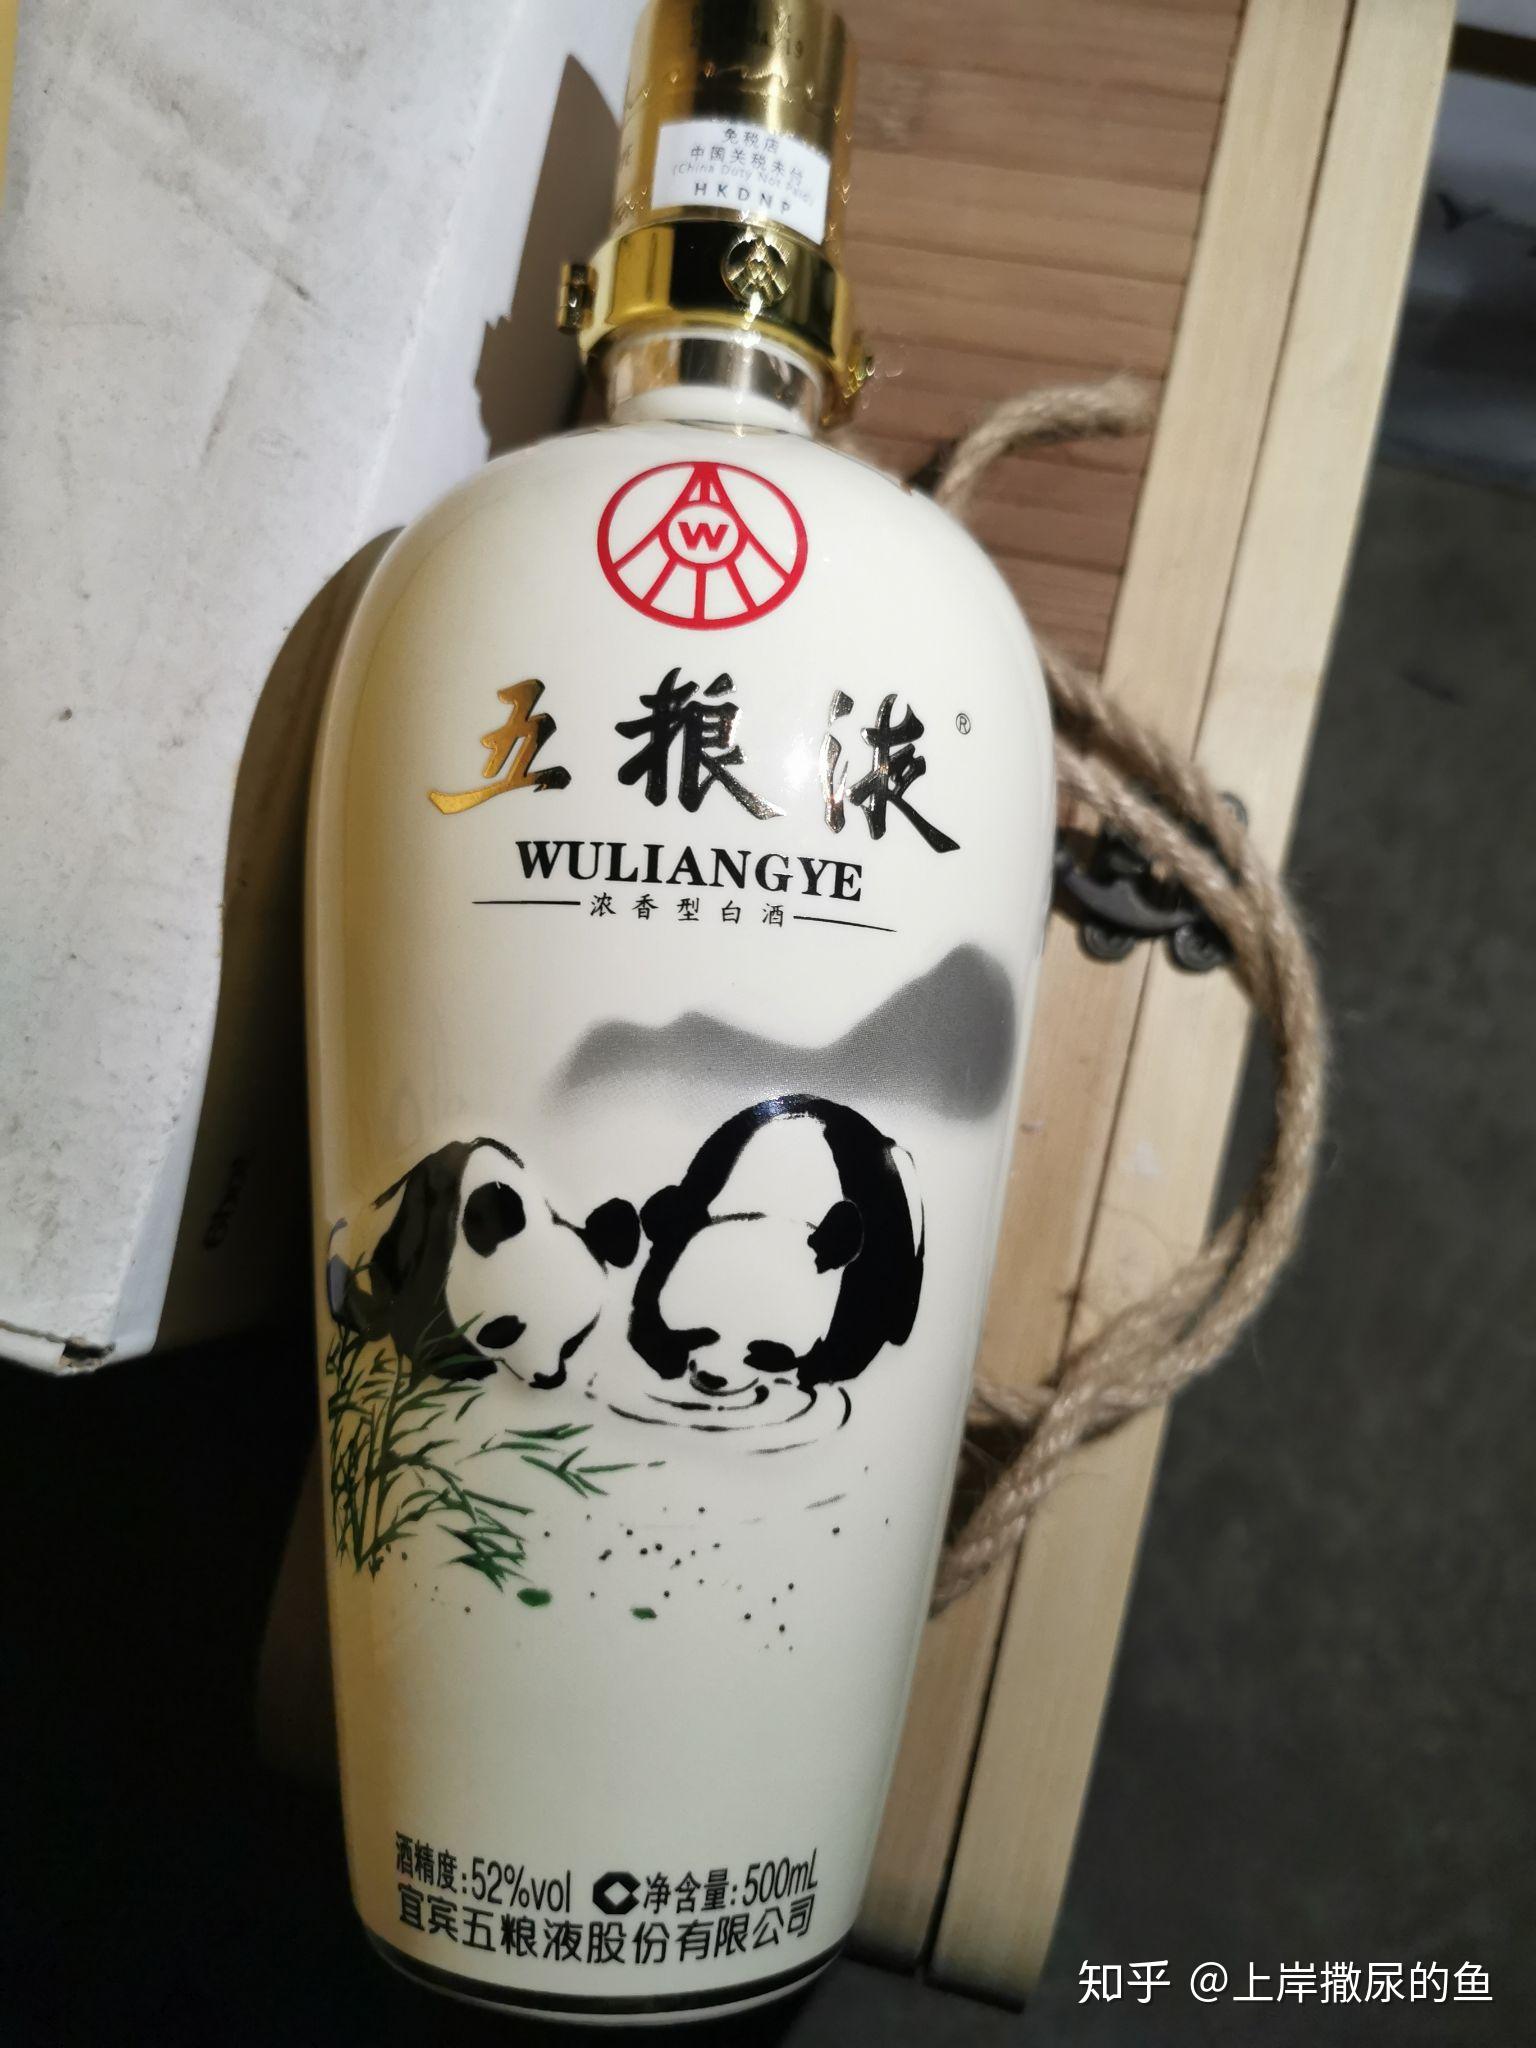 免税店
中国关税未付
(China Duty Not Paid)
HKDNP
W
五粮液®
WULIANGYE
浓香型白酒
酒精度:52%vol 净含量:500mL
宜宾五粮液股份有限公司
知乎 @上岸撒尿的鱼